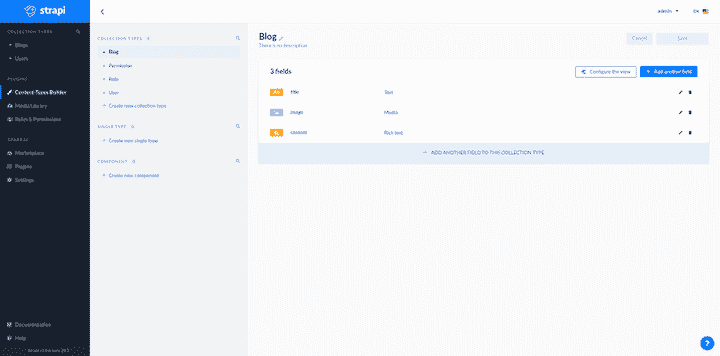 strapi
admin
EN
COLLECTION TYPES
Blogs
Users
PLUGINS
Content-Types Builder
Media Library
Roles & Permissions
GENERAL
Marketplace
Plugins
Settings
Documentation
Help
COLLECTION TYPES
Blog
Permission
Role
User
Create new collection type
SINGLE TYPE
Create new single type
COMPONENT
Create new component
Blog
There is no description
Cancel
Save
3 fields
Configure the view
Add another field
Ab
title
Text
image
Media
content
Rich text
ADD ANOTHER FIELD TO THIS COLLECTION TYPE
?